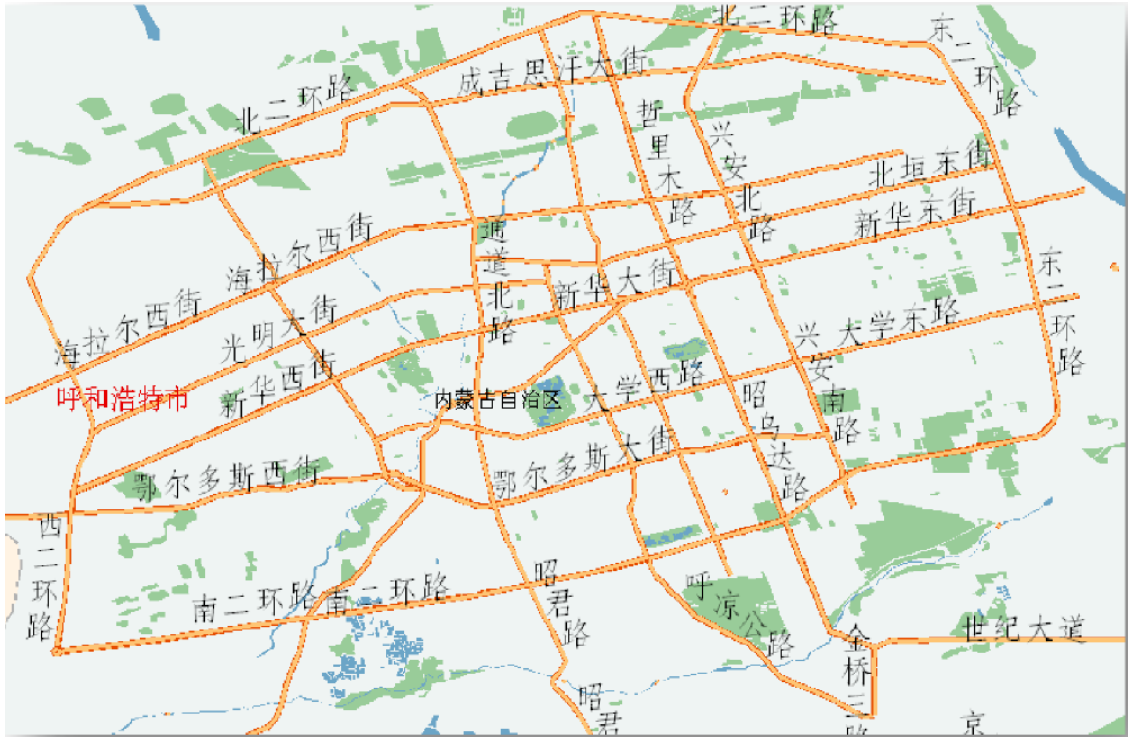 北二环路
东二环路
成吉思汗大街
北二环路
哲里木路
兴安北路
北垣东街
新华东街
通道北路
海拉尔西街
海拉尔西街
光明大街
新华大街
东二环路
大学东路
兴安南路
新华西街
呼和浩特市
内蒙古自治区
大学西路
昭乌达路
鄂尔多斯西街
鄂尔多斯大街
西二环路
南二环路
南二环路
昭君路
呼凉公路
世纪大道
金桥三路
昭君
京